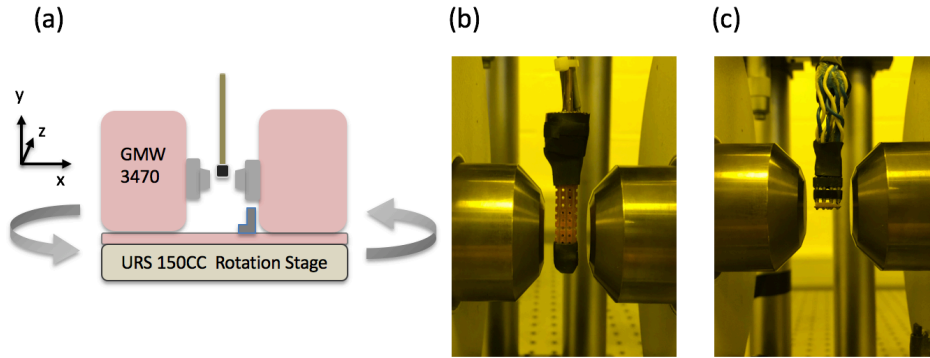 (a)
(b)
(c)
y
z
x
GMW
3470
URS 150CC Rotation Stage